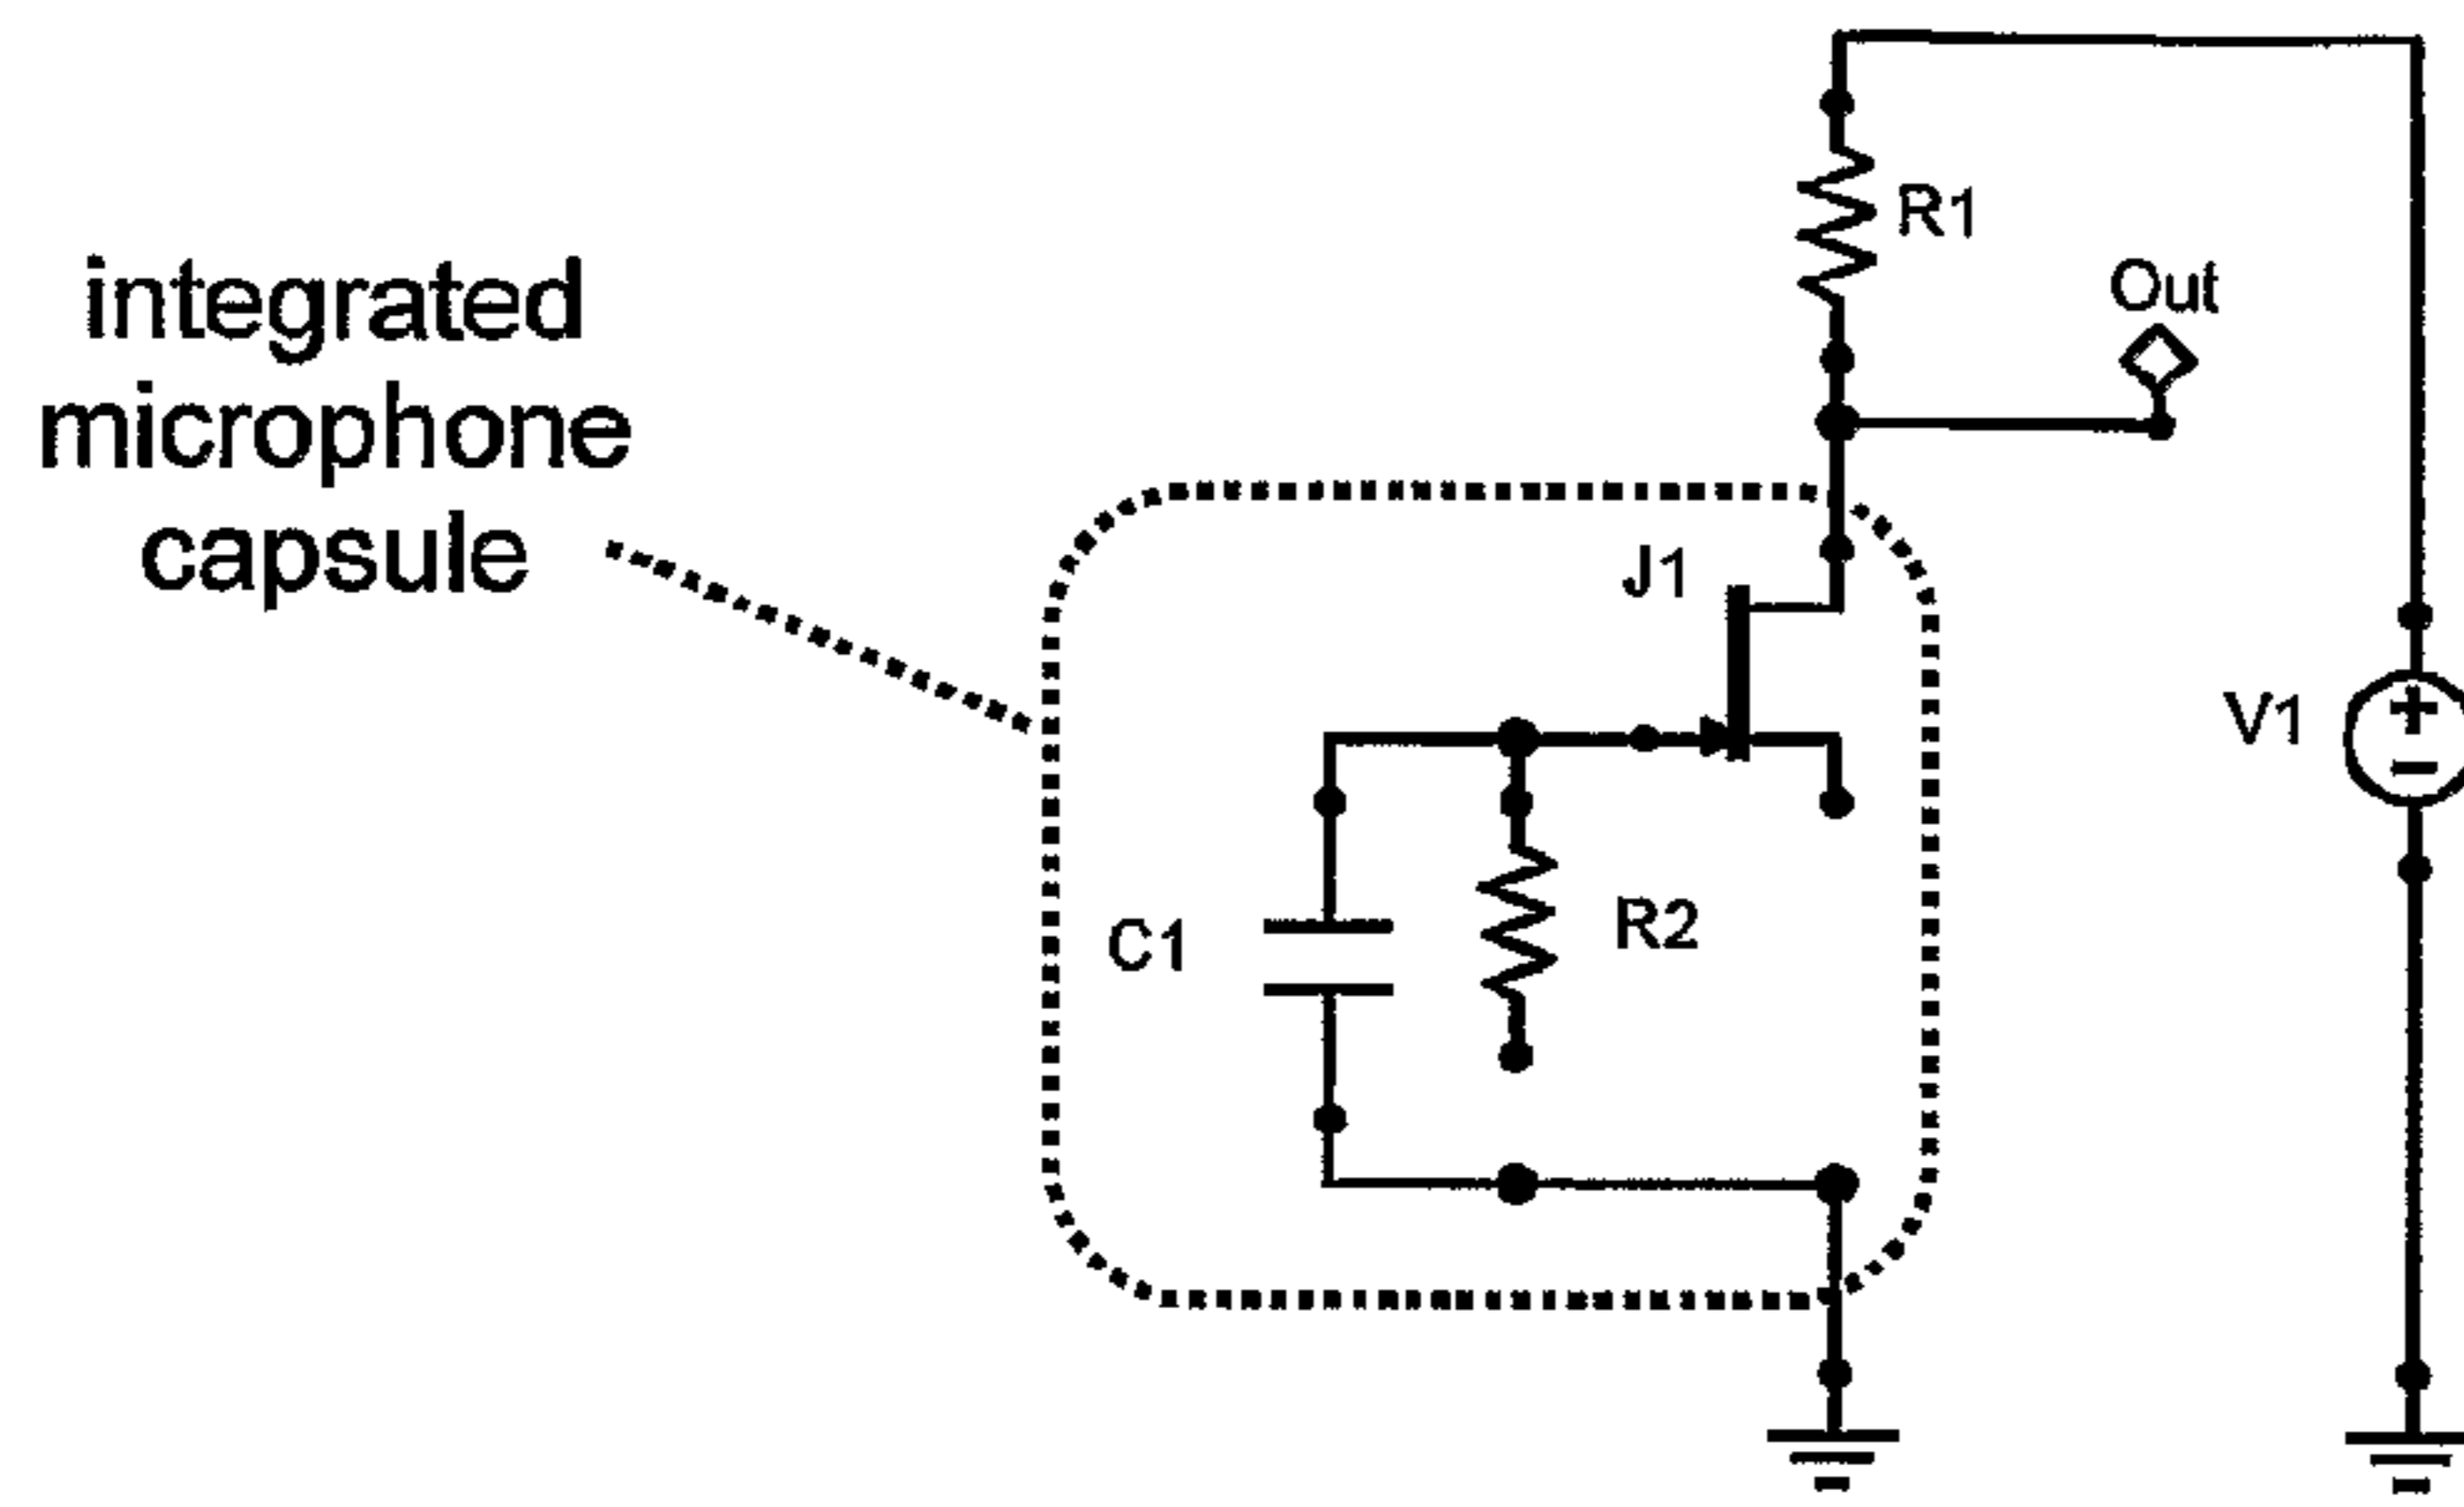 integrated
microphone
capsule
R1
Out
J1
V1
C1
R2